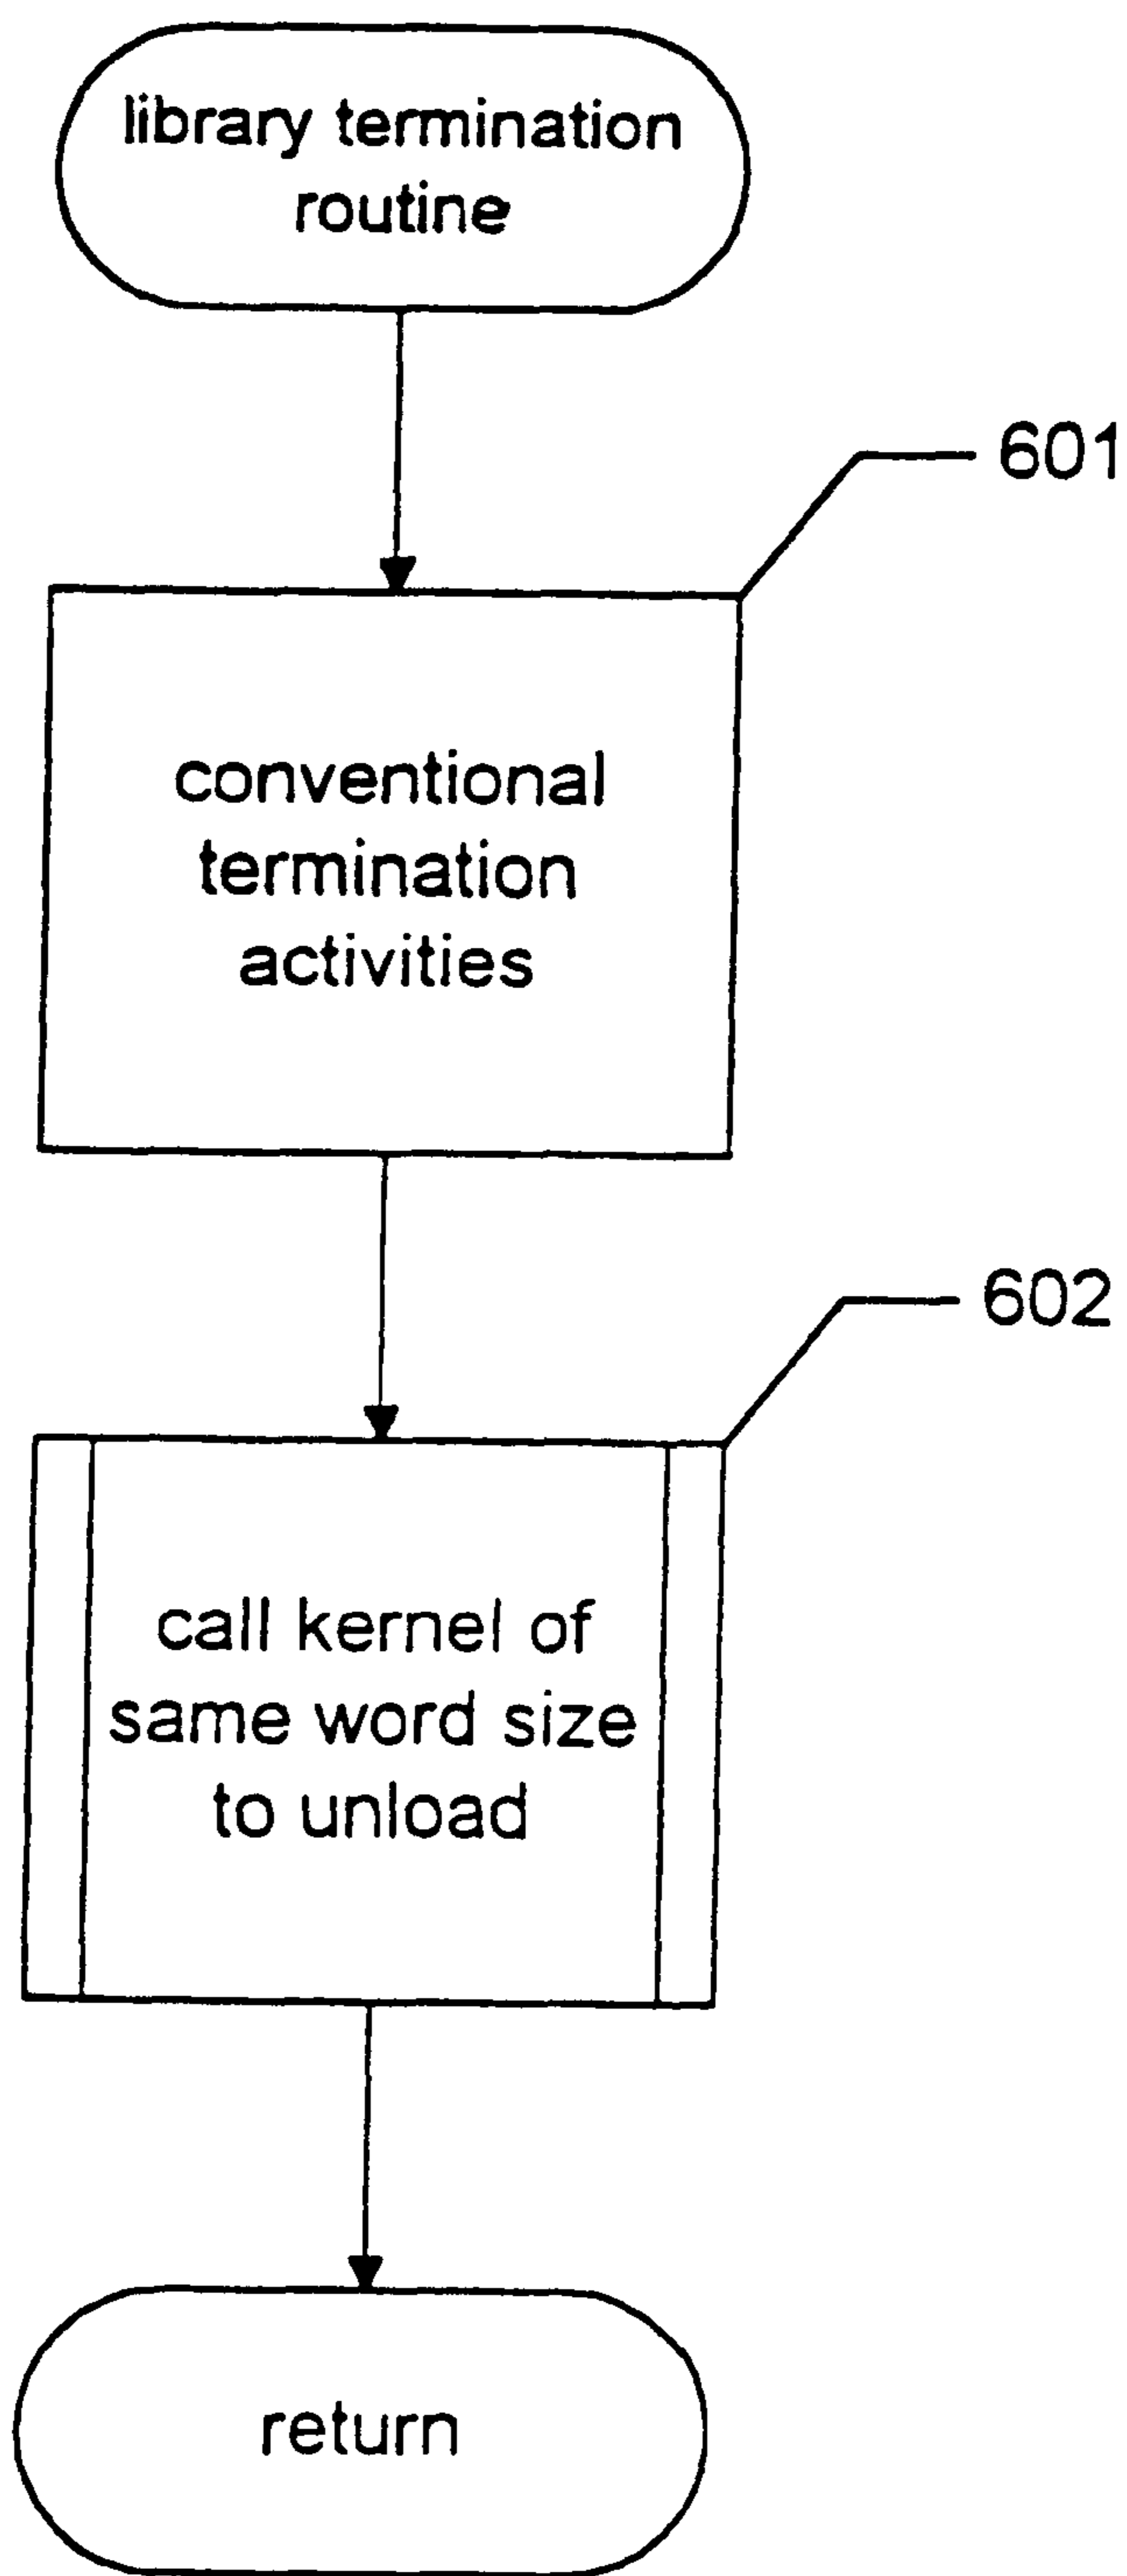 library termination
routine
601
conventional
termination
activities
602
call kernel of
same word size
to unload
return